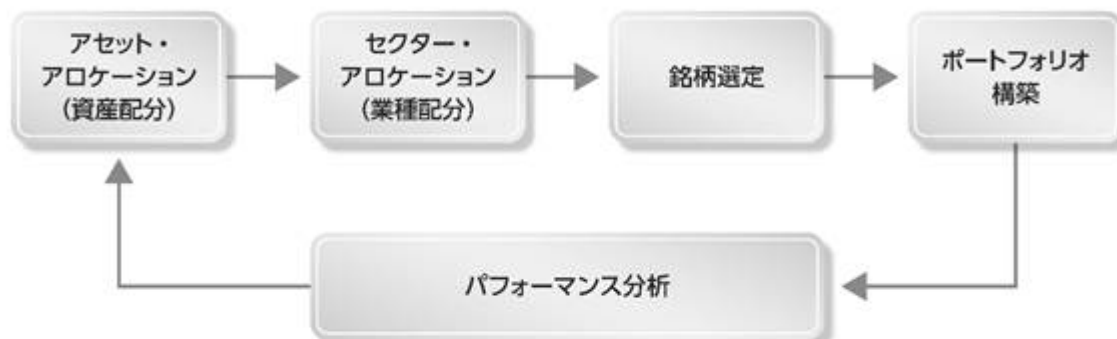 アセット・
アロケーション
(資産配分)
セクター・
アロケーション
(業種配分)
銘柄選定
ポートフォリオ
構築
パフォーマンス分析